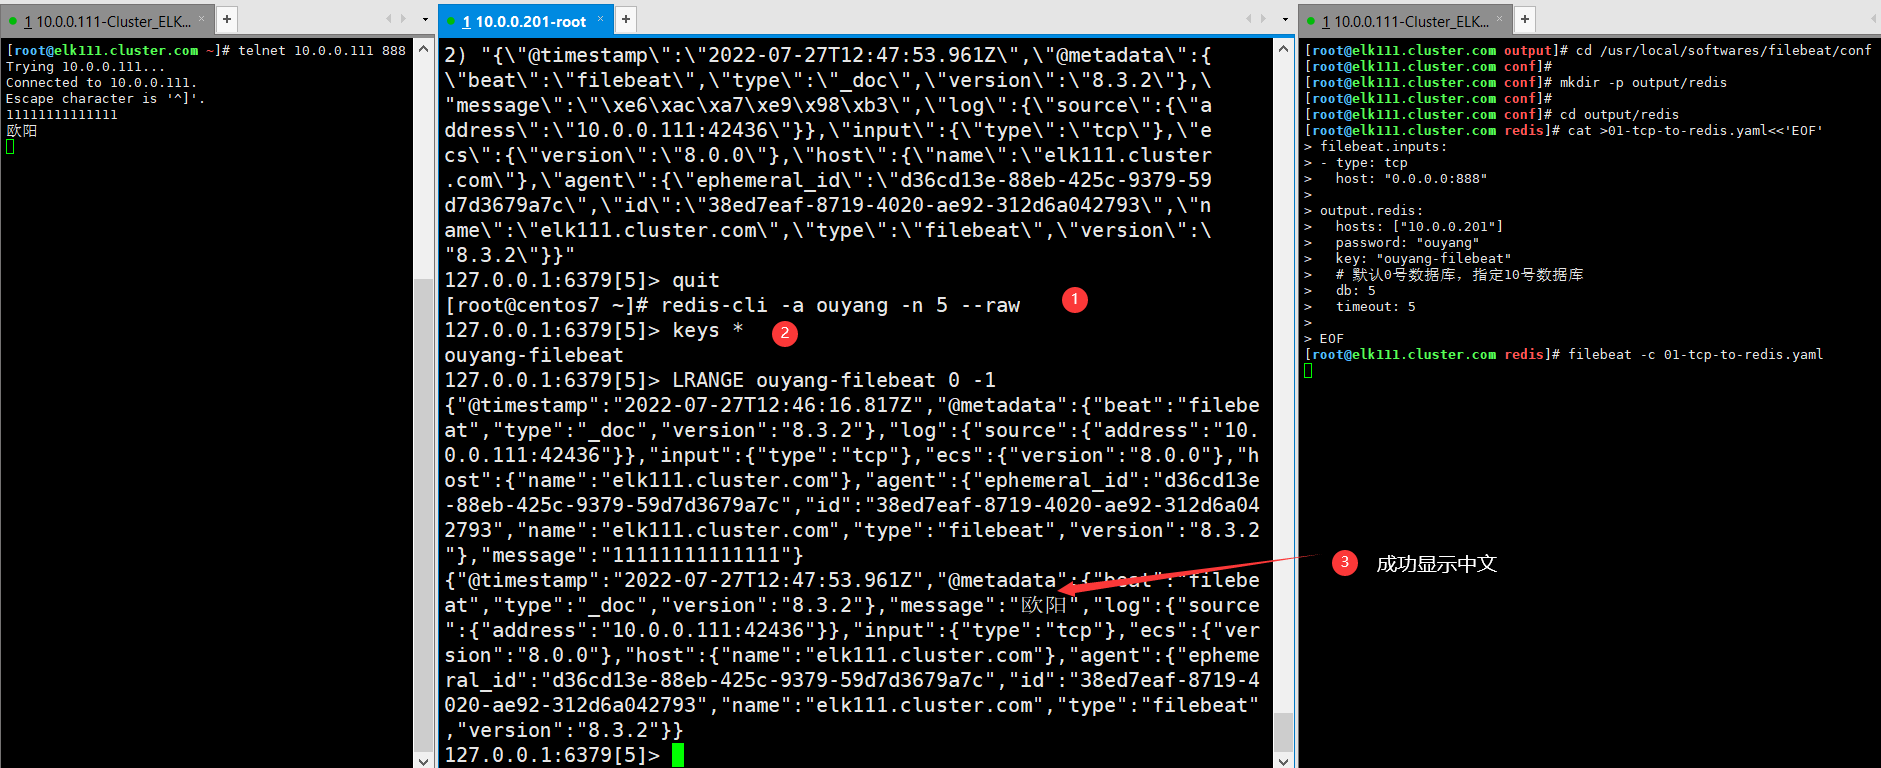 1 10.0.0.111-Cluster_ELK... × +
[root@elk111.cluster.com ~]# telnet 10.0.0.111 888
Trying 10.0.0.111...
Connected to 10.0.0.111.
Escape character is '^]'.
11111111111111
欧阳
1 10.0.0.201-root × +
2) "{\"@timestamp\":\"2022-07-27T12:47:53.961Z\",\"@metadata\":{
\"beat\":\"filebeat\",\"type\":\"_doc\",\"version\":\"8.3.2\"},\
"message\":\"\xe6\xac\xa7\xe9\x98\xb3\",\"log\":{\"source\":{\"a
ddress\":\"10.0.0.111:42436\"}},\"input\":{\"type\":\"tcp\"},\"e
cs\":{\"version\":\"8.0.0\"},\"host\":{\"name\":\"elk111.cluster
.com\"},\"agent\":{\"ephemeral_id\":\"d36cd13e-88eb-425c-9379-59
d7d3679a7c\",\"id\":\"38ed7eaf-8719-4020-ae92-312d6a042793\",\"n
ame\":\"elk111.cluster.com\",\"type\":\"filebeat\",\"version\":\
"8.3.2\"}}"
127.0.0.1:6379[5]> quit
[root@centos7 ~]# redis-cli -a ouyang -n 5 --raw 1
127.0.0.1:6379[5]> keys * 2
ouyang-filebeat
127.0.0.1:6379[5]> LRANGE ouyang-filebeat 0 -1
{"@timestamp":"2022-07-27T12:46:16.817Z","@metadata":{"beat":"filebe
at","type":"_doc","version":"8.3.2"},"log":{"source":{"address":"10.
0.0.111:42436"}},"input":{"type":"tcp"},"ecs":{"version":"8.0.0"},"h
ost":{"name":"elk111.cluster.com"},"agent":{"ephemeral_id":"d36cd13e
-88eb-425c-9379-59d7d3679a7c","id":"38ed7eaf-8719-4020-ae92-312d6a04
2793","name":"elk111.cluster.com","type":"filebeat","version":"8.3.2
"},"message":"11111111111111"}
{"@timestamp":"2022-07-27T12:47:53.961Z","@metadata":{"beat":"filebe
at","type":"_doc","version":"8.3.2"},"message":"欧阳","log":{"source
":{"address":"10.0.0.111:42436"}},"input":{"type":"tcp"},"ecs":{"ver
sion":"8.0.0"},"host":{"name":"elk111.cluster.com"},"agent":{"epheme
ral_id":"d36cd13e-88eb-425c-9379-59d7d3679a7c","id":"38ed7eaf-8719-4
020-ae92-312d6a042793","name":"elk111.cluster.com","type":"filebeat"
,"version":"8.3.2"}}
127.0.0.1:6379[5]>
1 10.0.0.111-Cluster_ELK... × +
[root@elk111.cluster.com output]# cd /usr/local/softwares/filebeat/conf
[root@elk111.cluster.com conf]#
[root@elk111.cluster.com conf]# mkdir -p output/redis
[root@elk111.cluster.com conf]#
[root@elk111.cluster.com conf]# cd output/redis
[root@elk111.cluster.com redis]# cat >01-tcp-to-redis.yaml<<'EOF'
> filebeat.inputs:
> - type: tcp
>   host: "0.0.0.0:888"
>
> output.redis:
>   hosts: ["10.0.0.201"]
>   password: "ouyang"
>   key: "ouyang-filebeat"
>   # 默认0号数据库，指定10号数据库
>   db: 5
>   timeout: 5
>
> EOF
[root@elk111.cluster.com redis]# filebeat -c 01-tcp-to-redis.yaml
3 成功显示中文